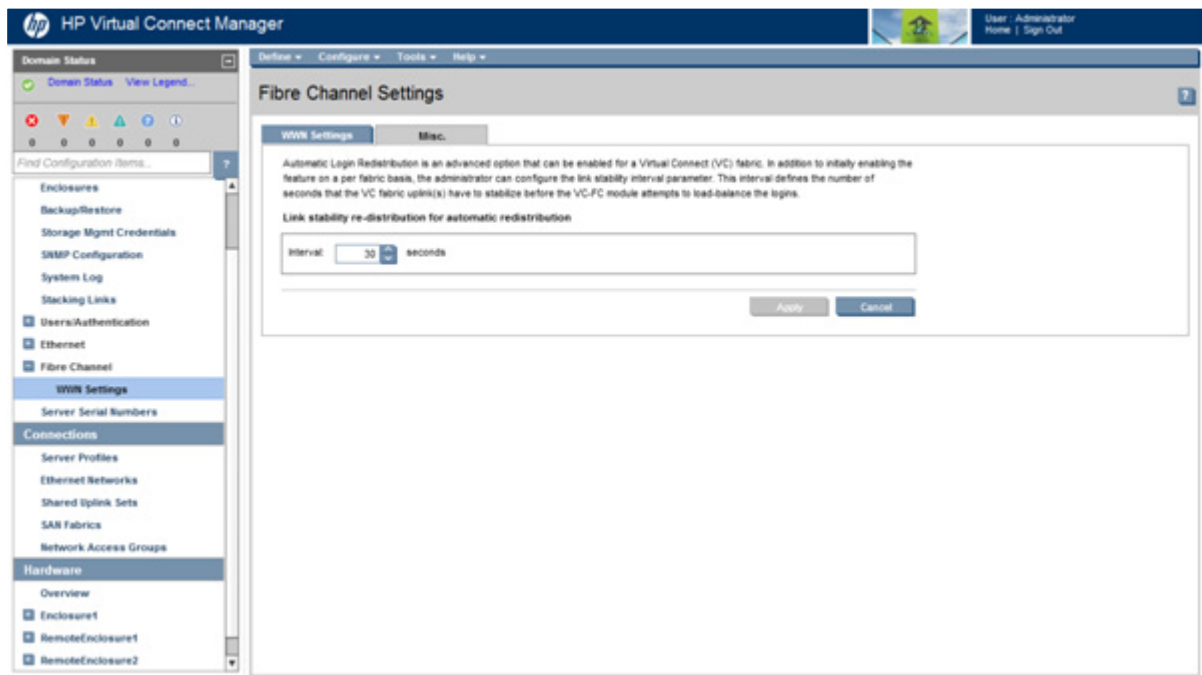 hp HP Virtual Connect Manager
User : Administrator
Home | Sign Out
Domain Status
Domain Status View Legend...
0 0 0 0 0 0
Find Configuration Items... ?
Enclosures
Backup/Restore
Storage Mgmt Credentials
SNMP Configuration
System Log
Stacking Links
Users/Authentication
Ethernet
Fibre Channel
WWN Settings
Server Serial Numbers
Connections
Server Profiles
Ethernet Networks
Shared Uplink Sets
SAN Fabrics
Network Access Groups
Hardware
Overview
Enclosure1
RemoteEnclosure1
RemoteEnclosure2
Define Configure Tools Help
Fibre Channel Settings ?
WWN Settings Misc.
Automatic Login Redistribution is an advanced option that can be enabled for a Virtual Connect (VC) fabric. In addition to initially enabling the
feature on a per fabric basis, the administrator can configure the link stability interval parameter. This interval defines the number of
seconds that the VC fabric uplink(s) have to stabilize before the VC-FC module attempts to load-balance the logins.
Link stability re-distribution for automatic redistribution
Interval: 30 seconds
Apply Cancel